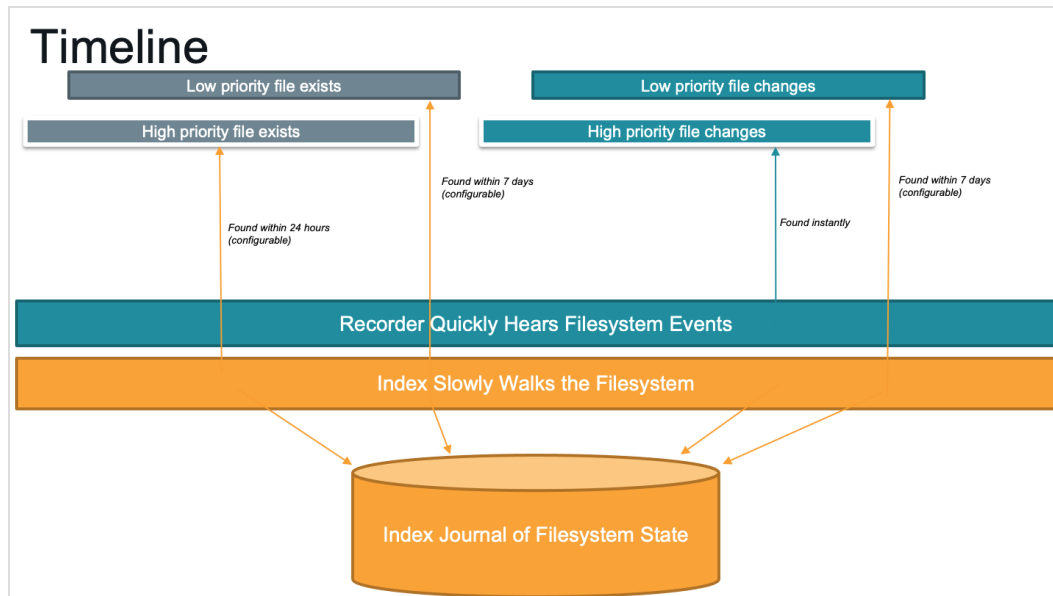 Timeline
Low priority file exists
Low priority file changes
High priority file exists
High priority file changes
Found within 7 days
(configurable)
Found within 7 days
(configurable)
Found within 24 hours
(configurable)
Found instantly
Recorder Quickly Hears Filesystem Events
Index Slowly Walks the Filesystem
Index Journal of Filesystem State